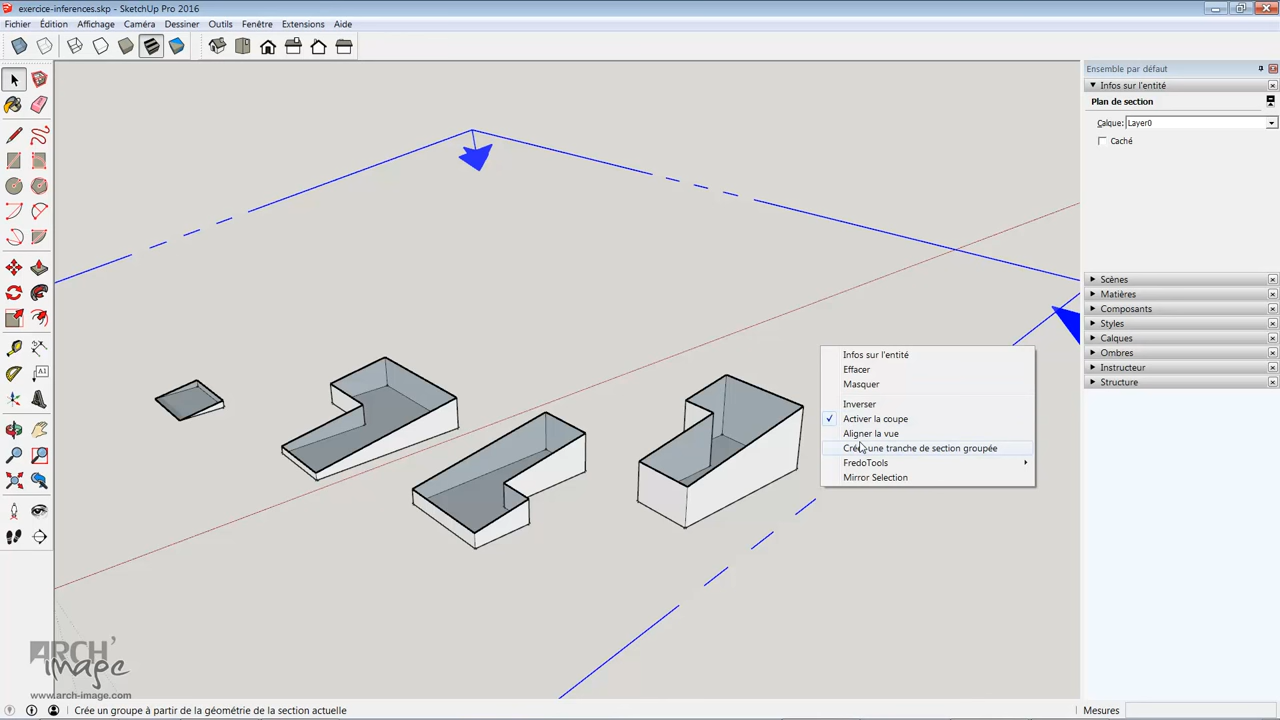 exercice-inferences.skp - SketchUp Pro 2016
Fichier Édition Affichage Caméra Dessiner Outils Fenêtre Extensions Aide
Ensemble par défaut
Infos sur l'entité
Plan de section
Calque: Layer0
Caché
Scènes
Matières
Composants
Styles
Calques
Ombres
Instructeur
Structure
Infos sur l'entité
Effacer
Masquer
Inverser
Activer la coupe
Aligner la vue
Créer une tranche de section groupée
FredoTools
Mirror Selection
ARCH'
image
www.arch-image.com
Crée un groupe à partir de la géométrie de la section actuelle
Mesures